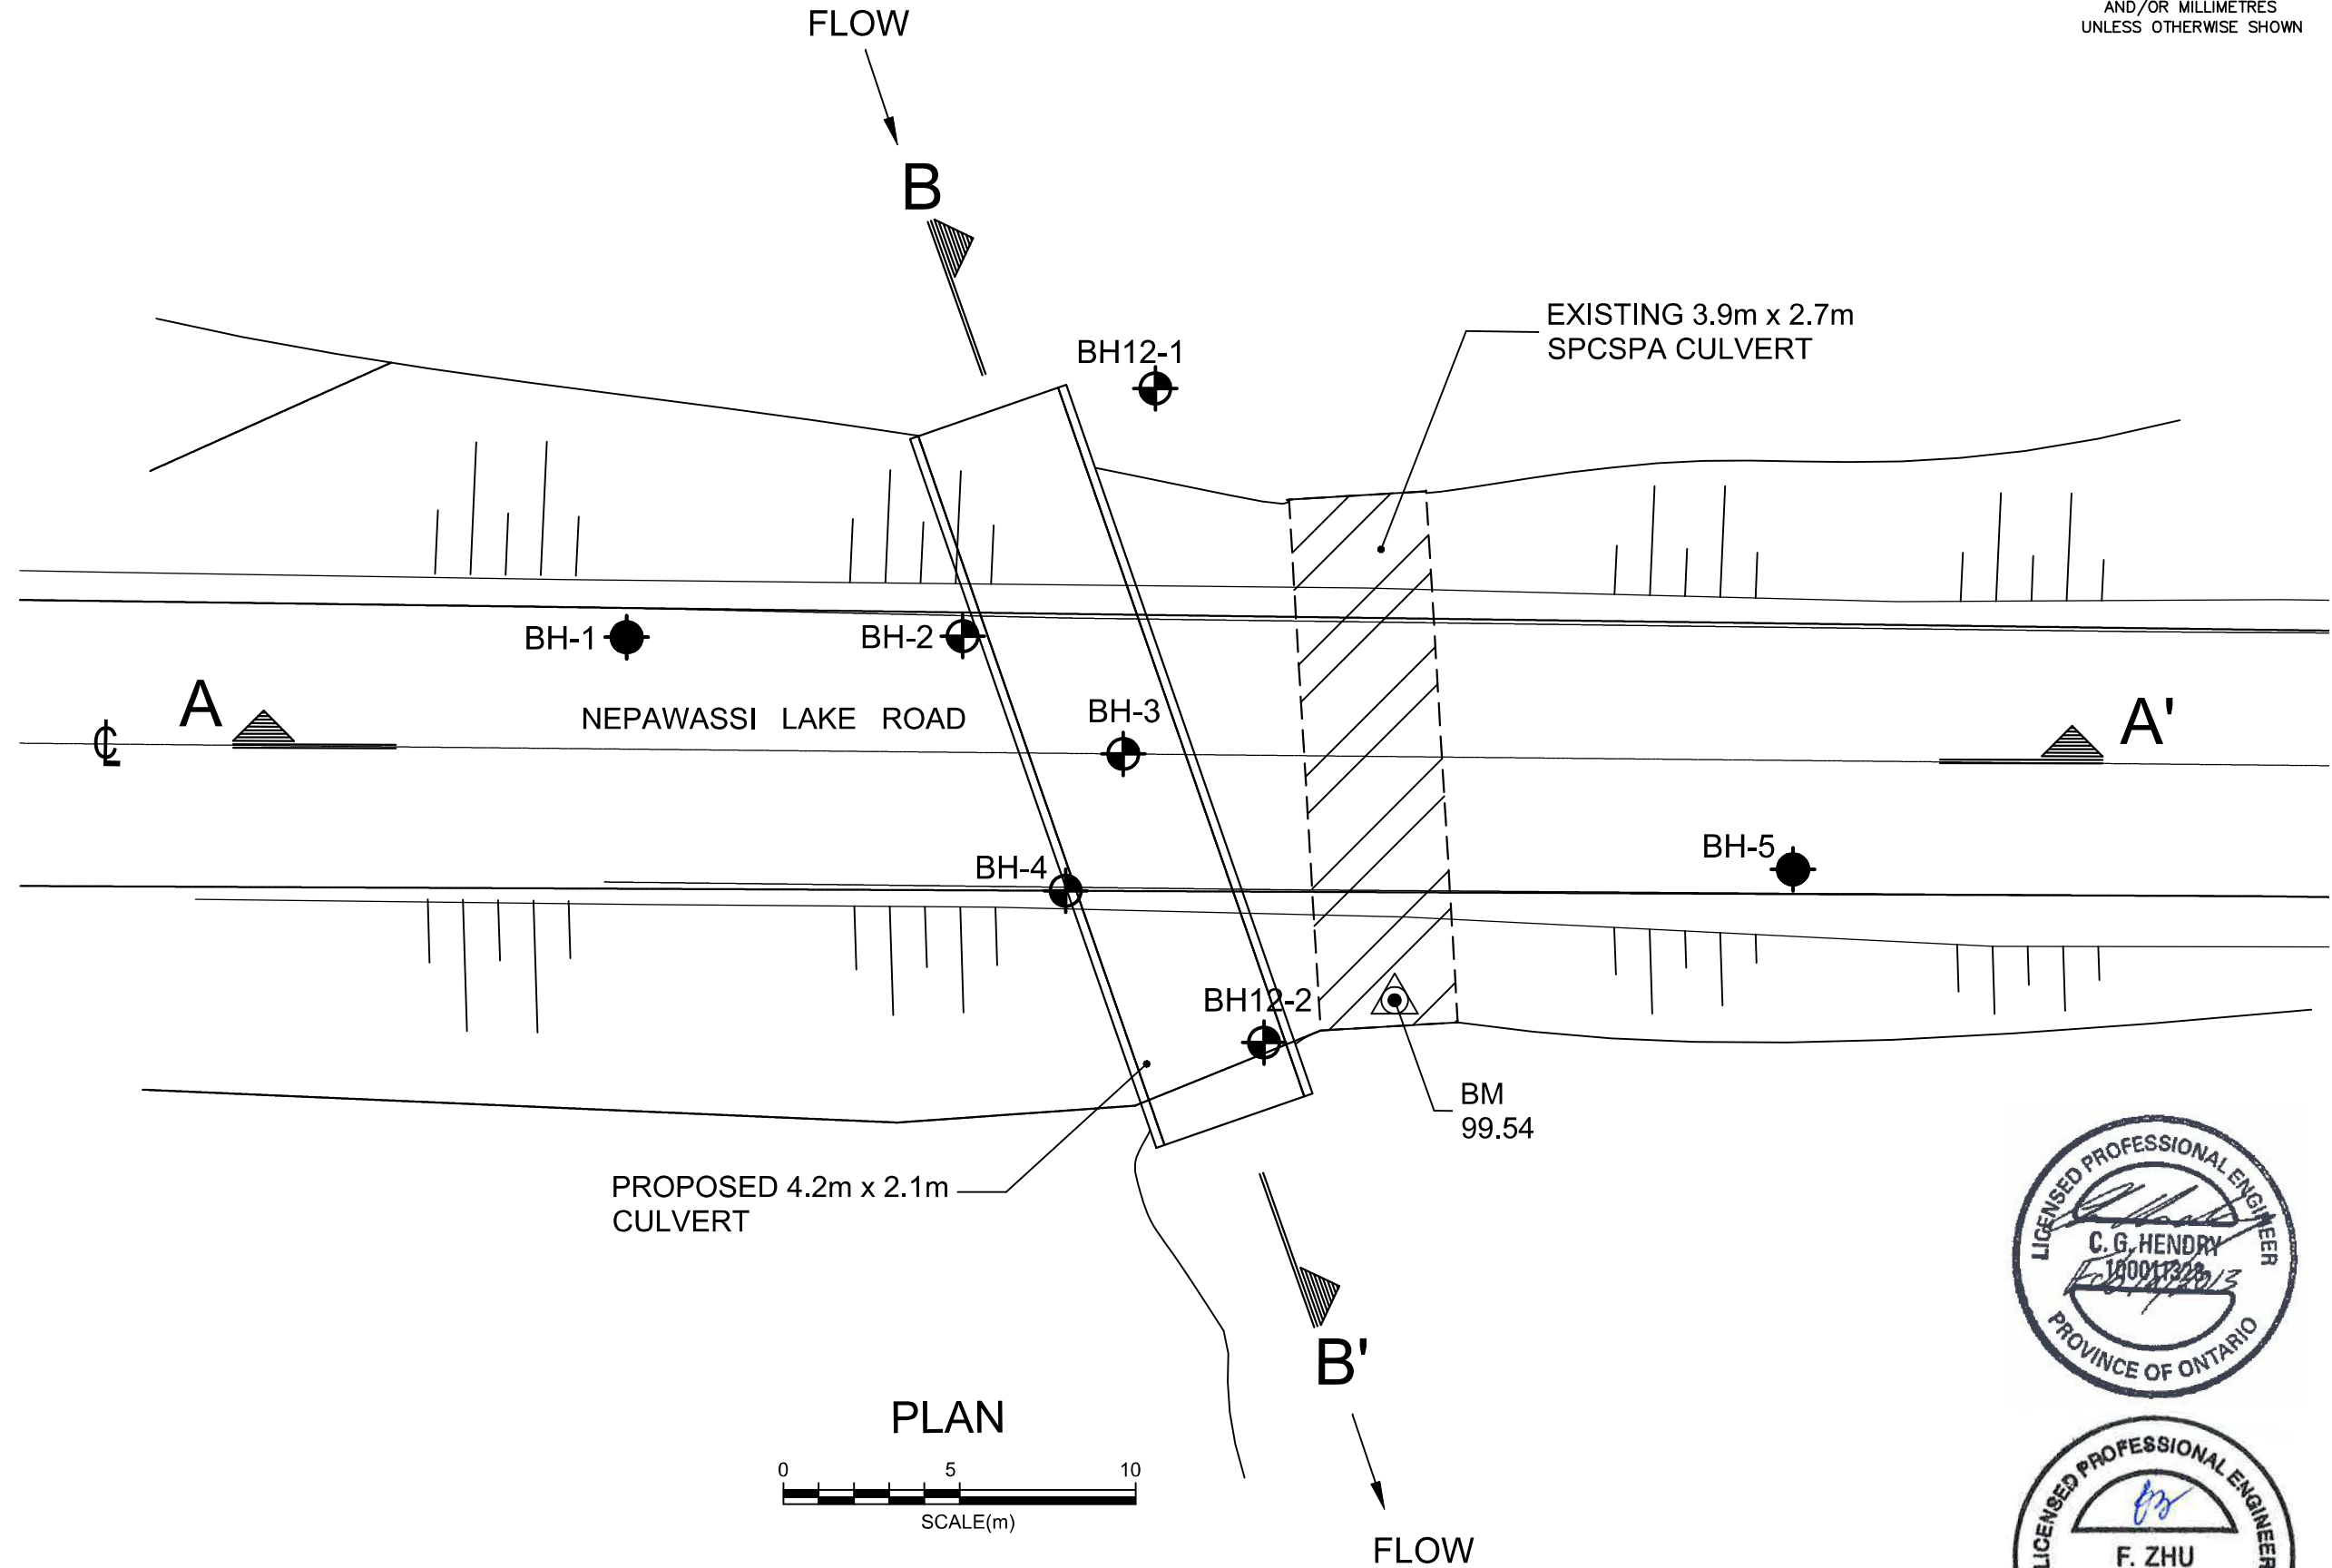 AND/OR MILLIMETRES
UNLESS OTHERWISE SHOWN
FLOW
B
EXISTING 3.9m x 2.7m
SPCSPA CULVERT
BH12-1
BH-1
BH-2
A
NEPAWASSI LAKE ROAD
BH-3
A'
℄
BH-4
BH-5
BH12-2
BM
99.54
PROPOSED 4.2m x 2.1m
CULVERT
B'
LICENSED PROFESSIONAL ENGINEER
C. G. HENDRY
PROVINCE OF ONTARIO
PLAN
0 5 10
SCALE(m)
FLOW
LICENSED PROFESSIONAL ENGINEER
F. ZHU